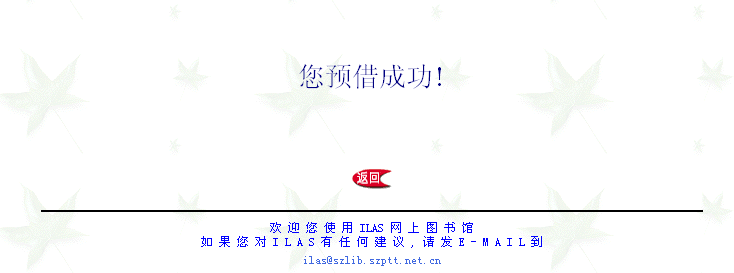 您预借成功!
返回
欢迎您使用ILAS网上图书馆
如果您对ILAS有任何建议,请发E-MAIL到
ilas@szlib.szptt.net.cn